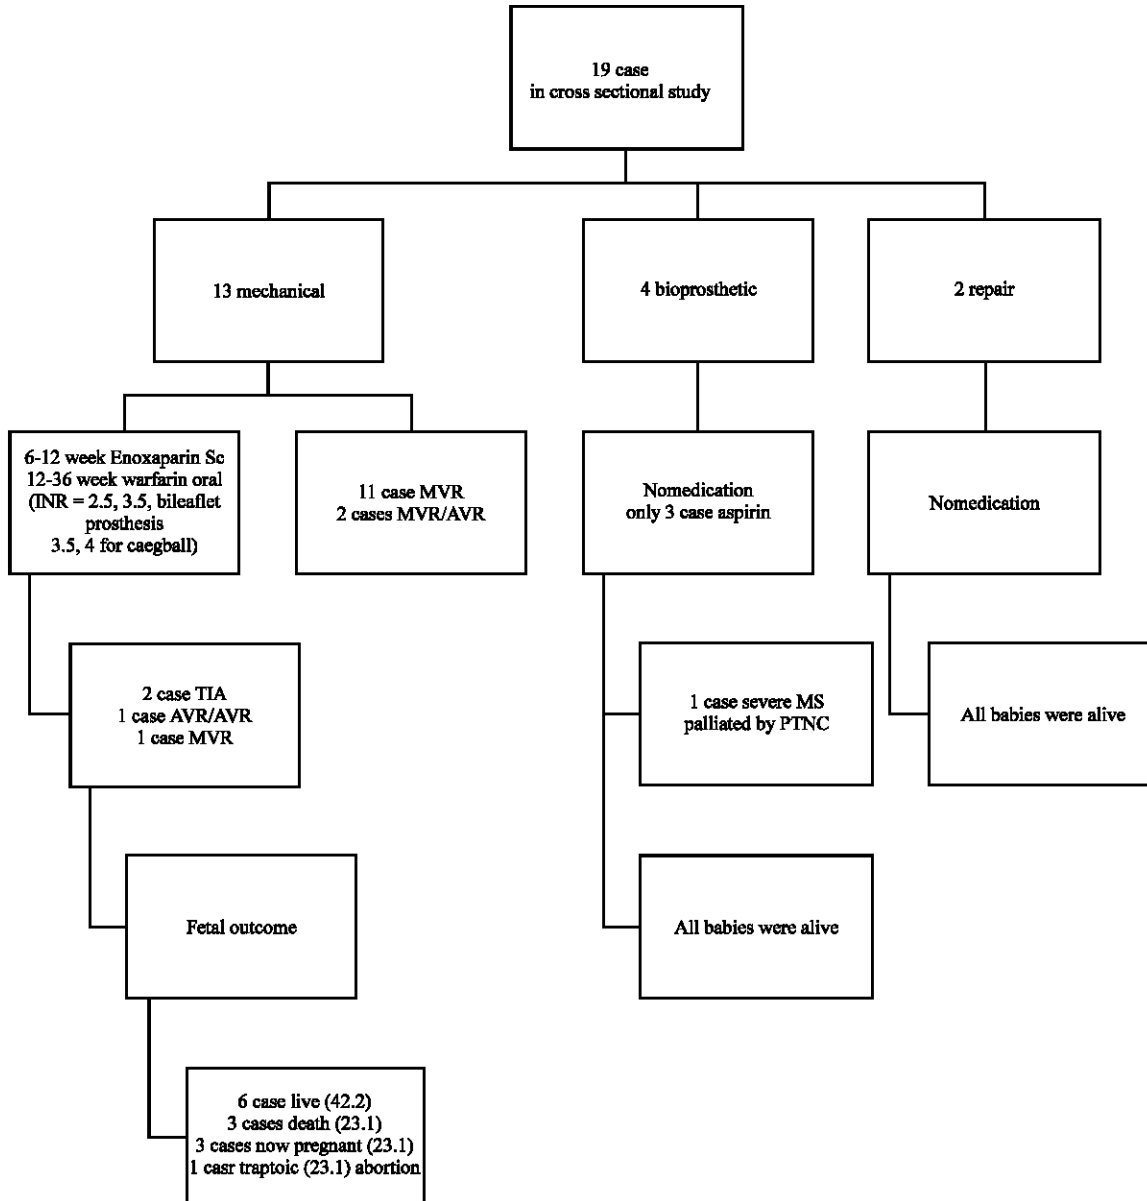 19 case
in cross sectional study
13 mechanical
4 bioprosthetic
2 repair
6-12 week Enoxaparin Sc
12-36 week warfarin oral
(INR = 2.5, 3.5, bileaflet
prosthesis
3.5, 4 for caegball)
11 case MVR
2 cases MVR/AVR
Nomedication
only 3 case aspirin
Nomedication
2 case TIA
1 case AVR/AVR
1 case MVR
1 case severe MS
palliated by PTNC
All babies were alive
Fetal outcome
All babies were alive
6 case live (42.2)
3 cases death (23.1)
3 cases now pregnant (23.1)
1 casr traptoic (23.1) abortion